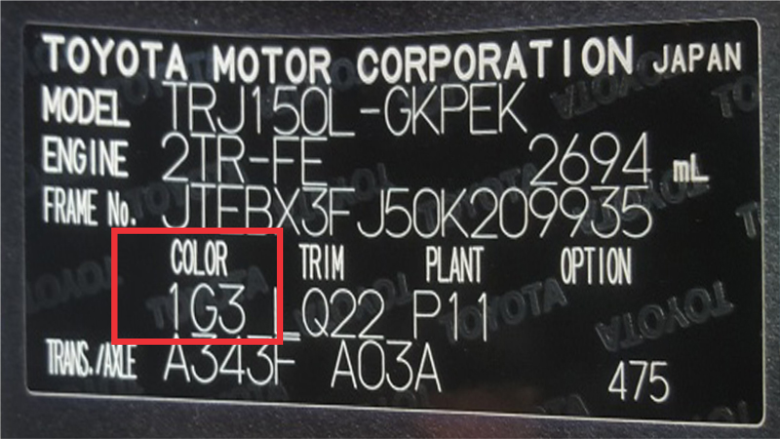 TOYOTA MOTOR CORPORATION JAPAN
MODEL TRJ150L-GKPEK
ENGINE 2TR-FE 2694 mL
FRAME No. JTEBX3FJ50K209935
COLOR TRIM PLANT OPTION
1G3 LQ22 P11
TRANS./AXLE A343F A03A 475